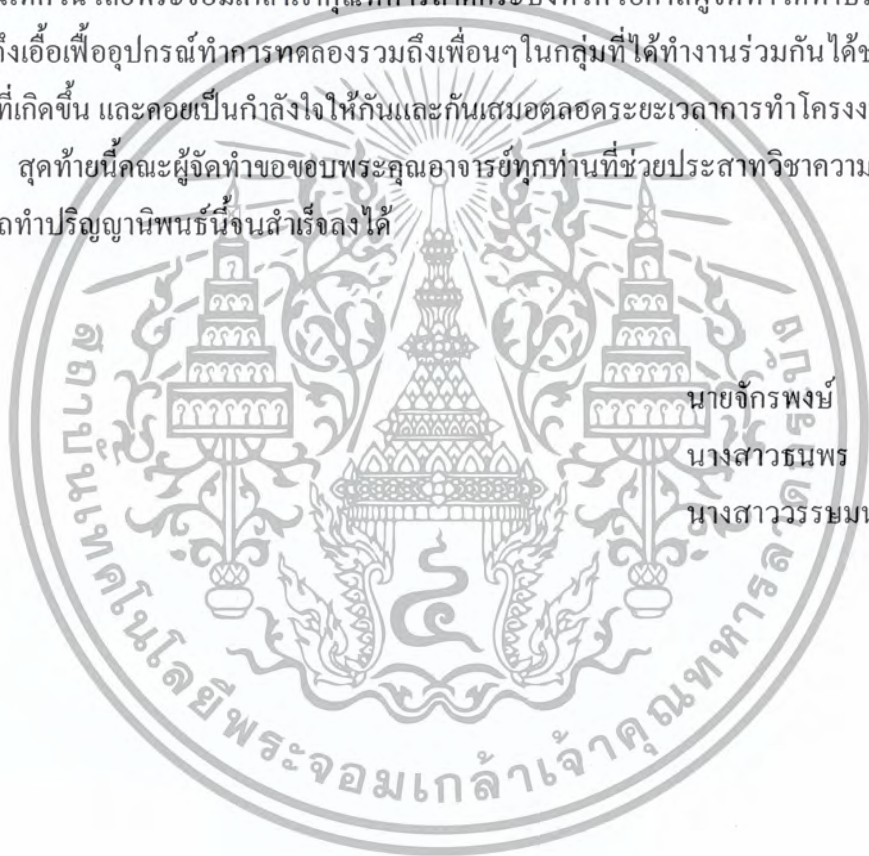 ถึงเอื้อเฟื้ออุปกรณ์ทำการทดลองรวมถึงเพื่อนๆในกลุ่มที่ได้ทำงานร่วมกันได้
ที่เกิดขึ้น และคอยเป็นกำลังใจให้กันและกันเสมอตลอดระยะเวลาการทำโครงง
สุดท้ายนี้คณะผู้จัดทำขอขอบพระคุณอาจารย์ทุกท่านที่ช่วยประสาทวิชาความ
ทำปริญญานิพนธ์นี้จนสำเร็จลงได้
นายจักรพงษ์
นางสาวธนพร
นางสาววรรษมน
สถาบันเทคโนโลยีพระจอมเกล้าเจ้าคุณทหารลาดกระบัง
๔